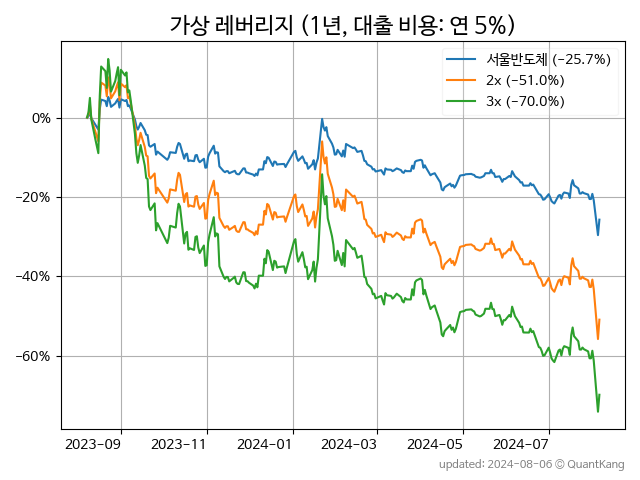 가상 레버리지 (1년, 대출 비용: 연 5%)
서울반도체 (−25.7%)
2x (−51.0%)
3x (−70.0%)
0%
−20%
−40%
−60%
2023-09 2023-11 2024-01 2024-03 2024-05 2024-07
updated: 2024-08-06 © QuantKang